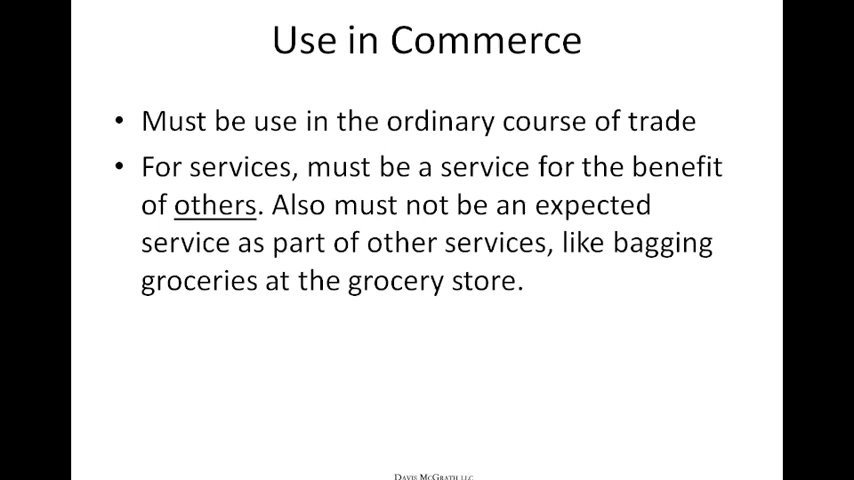 Use in Commerce
• Must be use in the ordinary course of trade
• For services, must be a service for the benefit
of others. Also must not be an expected
service as part of other services, like bagging
groceries at the grocery store.
DAVIS MCGRATH LLC